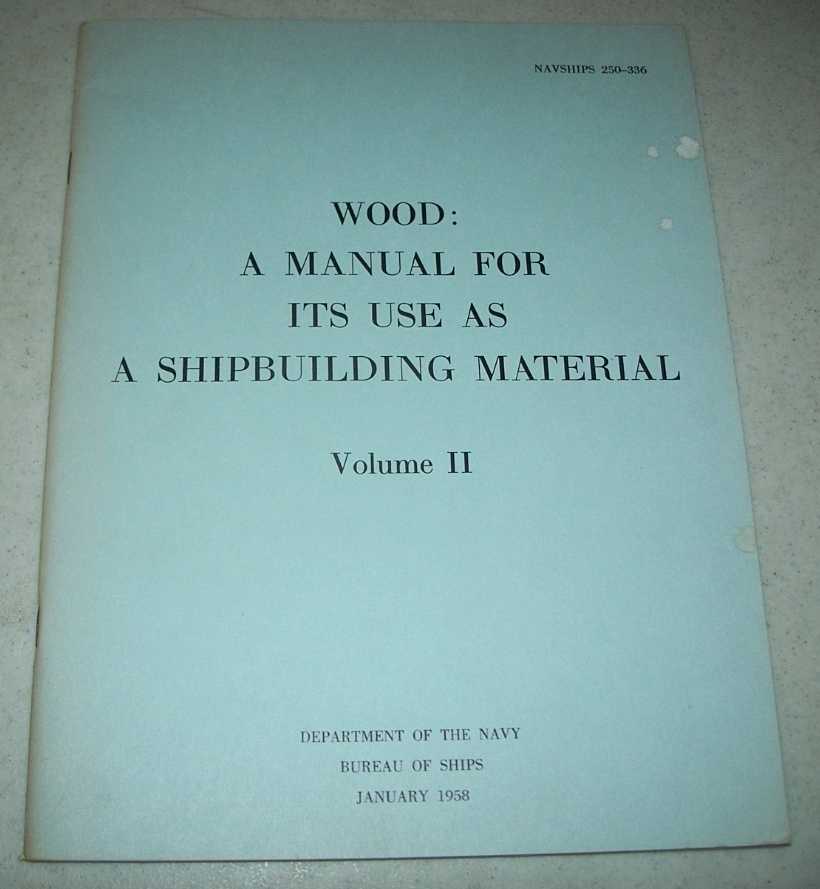 NAVSHIPS 250–336
WOOD:
A MANUAL FOR
ITS USE AS
A SHIPBUILDING MATERIAL
Volume II
DEPARTMENT OF THE NAVY
BUREAU OF SHIPS
JANUARY 1958